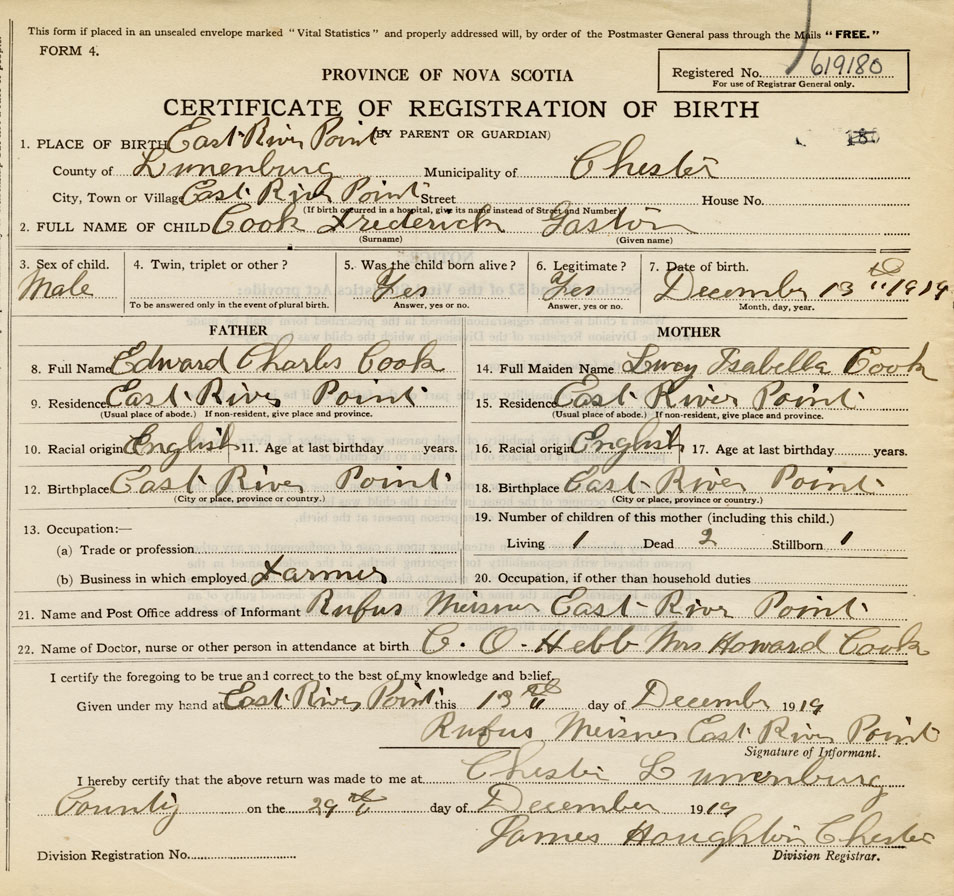 This form if placed in an unsealed envelope marked "Vital Statistics" and properly addressed will, by order of the Postmaster General pass through the Mails "FREE."
FORM 4.
Registered No. 619180
For use of Registrar General only.
PROVINCE OF NOVA SCOTIA
CERTIFICATE OF REGISTRATION OF BIRTH
(BY PARENT OR GUARDIAN)
1. PLACE OF BIRTH East River Point
County of Lunenburg Municipality of Chester
City, Town or Village East River Point Street House No.
(If birth occurred in a hospital, give its name instead of Street and Number)
2. FULL NAME OF CHILD Cook Frederick Gaston
(Surname) (Given name)
3. Sex of child. 4. Twin, triplet or other? 5. Was the child born alive? 6. Legitimate? 7. Date of birth.
Male Yes Yes December 13th 1919
To be answered only in the event of plural birth. Answer, yes or no. Answer, yes or no. Month, day, year.
FATHER
8. Full Name Edward Charles Cook
9. Residence East River Point
(Usual place of abode.) If non-resident, give place and province.
10. Racial origin English 11. Age at last birthday years.
12. Birthplace East River Point
(City or place, province or country.)
13. Occupation:—
(a) Trade or profession
(b) Business in which employed Farmer
MOTHER
14. Full Maiden Name Lucy Isabella Cook
15. Residence East River Point
(Usual place of abode.) If non-resident, give place and province.
16. Racial origin English 17. Age at last birthday years.
18. Birthplace East River Point
(City or place, province or country.)
19. Number of children of this mother (including this child.)
Living 1 Dead 2 Stillborn 1
20. Occupation, if other than household duties
21. Name and Post Office address of Informant Rufus Meisner East River Point
22. Name of Doctor, nurse or other person in attendance at birth C. O. Hebb Mrs Howard Cook
I certify the foregoing to be true and correct to the best of my knowledge and belief.
Given under my hand at East River Point this 13th day of December 1919
Rufus Meisner East River Point
Signature of Informant.
I hereby certify that the above return was made to me at Chester Lunenburg
County on the 29th day of December 1919
James Houghton Chester
Division Registration No. Division Registrar.